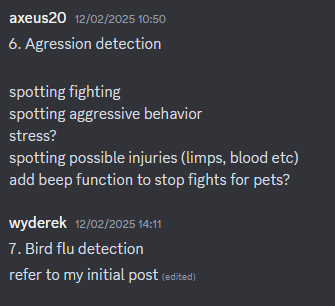 axeus20 12/02/2025 10:50
6. Agression detection
spotting fighting
spotting aggressive behavior
stress?
spotting possible injuries (limps, blood etc)
add beep function to stop fights for pets?
wyderek 12/02/2025 14:11
7. Bird flu detection
refer to my initial post (edited)